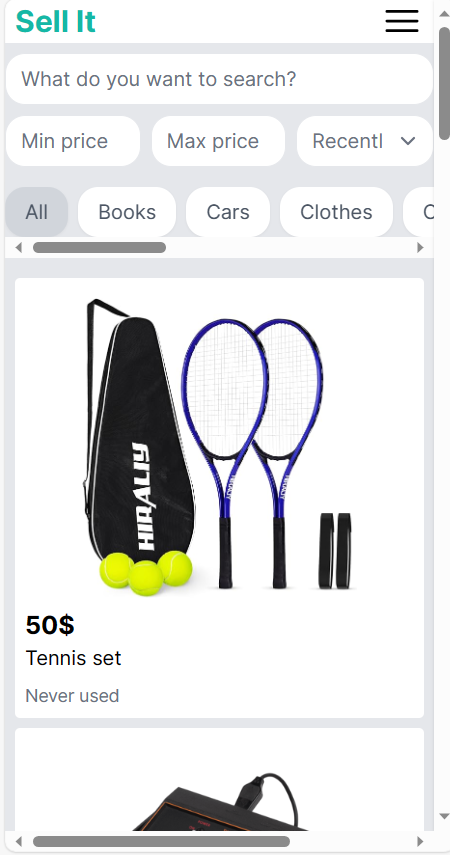 Sell It
What do you want to search?
Min price Max price Recentl
All Books Cars Clothes C
HIRALIY
50$
Tennis set
Never used